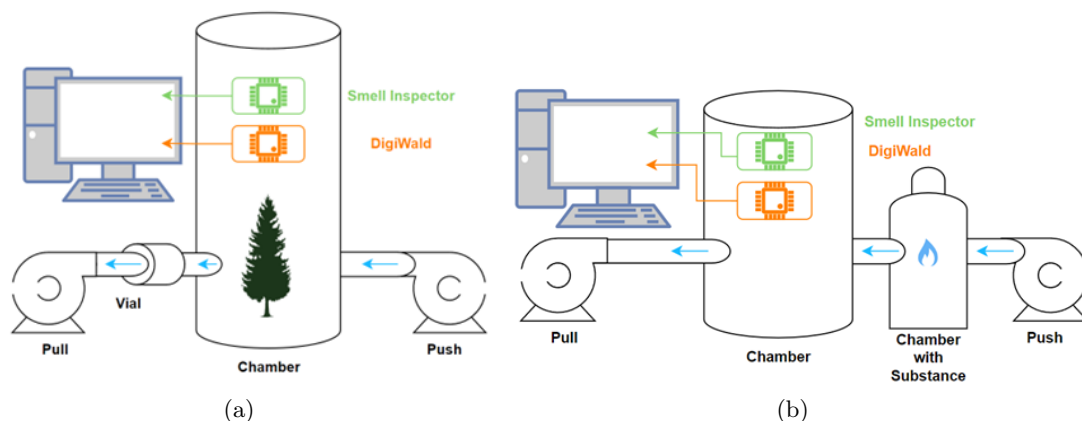 Smell Inspector
DigiWald
Vial
Pull
Push
Chamber
(a)
Smell Inspector
DigiWald
Pull
Chamber
Chamber
with
Substance
Push
(b)